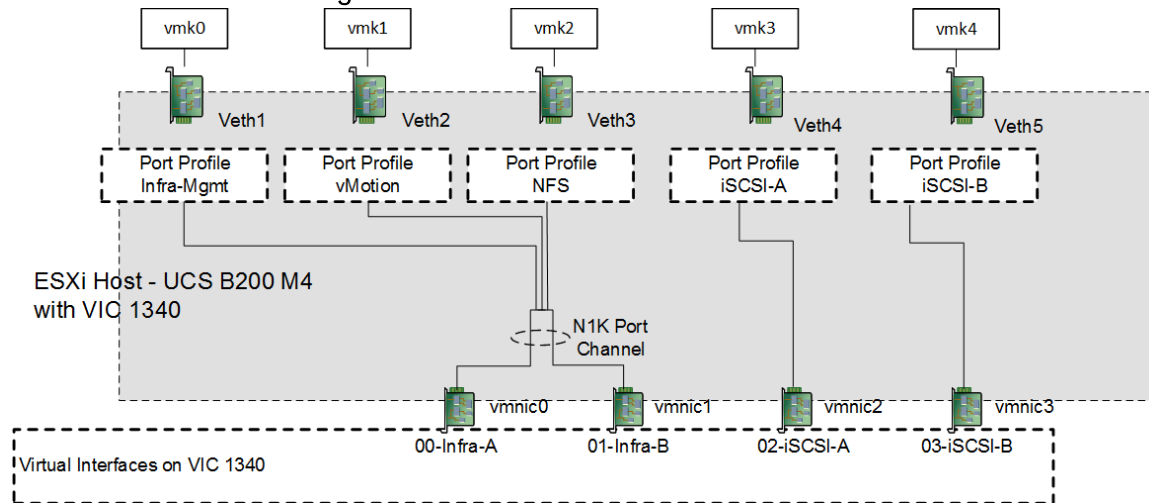 vmk0
vmk1
vmk2
vmk3
vmk4
Veth1
Veth2
Veth3
Veth4
Veth5
Port Profile
Infra-Mgmt
Port Profile
vMotion
Port Profile
NFS
Port Profile
iSCSI-A
Port Profile
iSCSI-B
ESXi Host - UCS B200 M4
with VIC 1340
N1K Port
Channel
vmnic0
vmnic1
vmnic2
vmnic3
00-Infra-A
01-Infra-B
02-iSCSI-A
03-iSCSI-B
Virtual Interfaces on VIC 1340